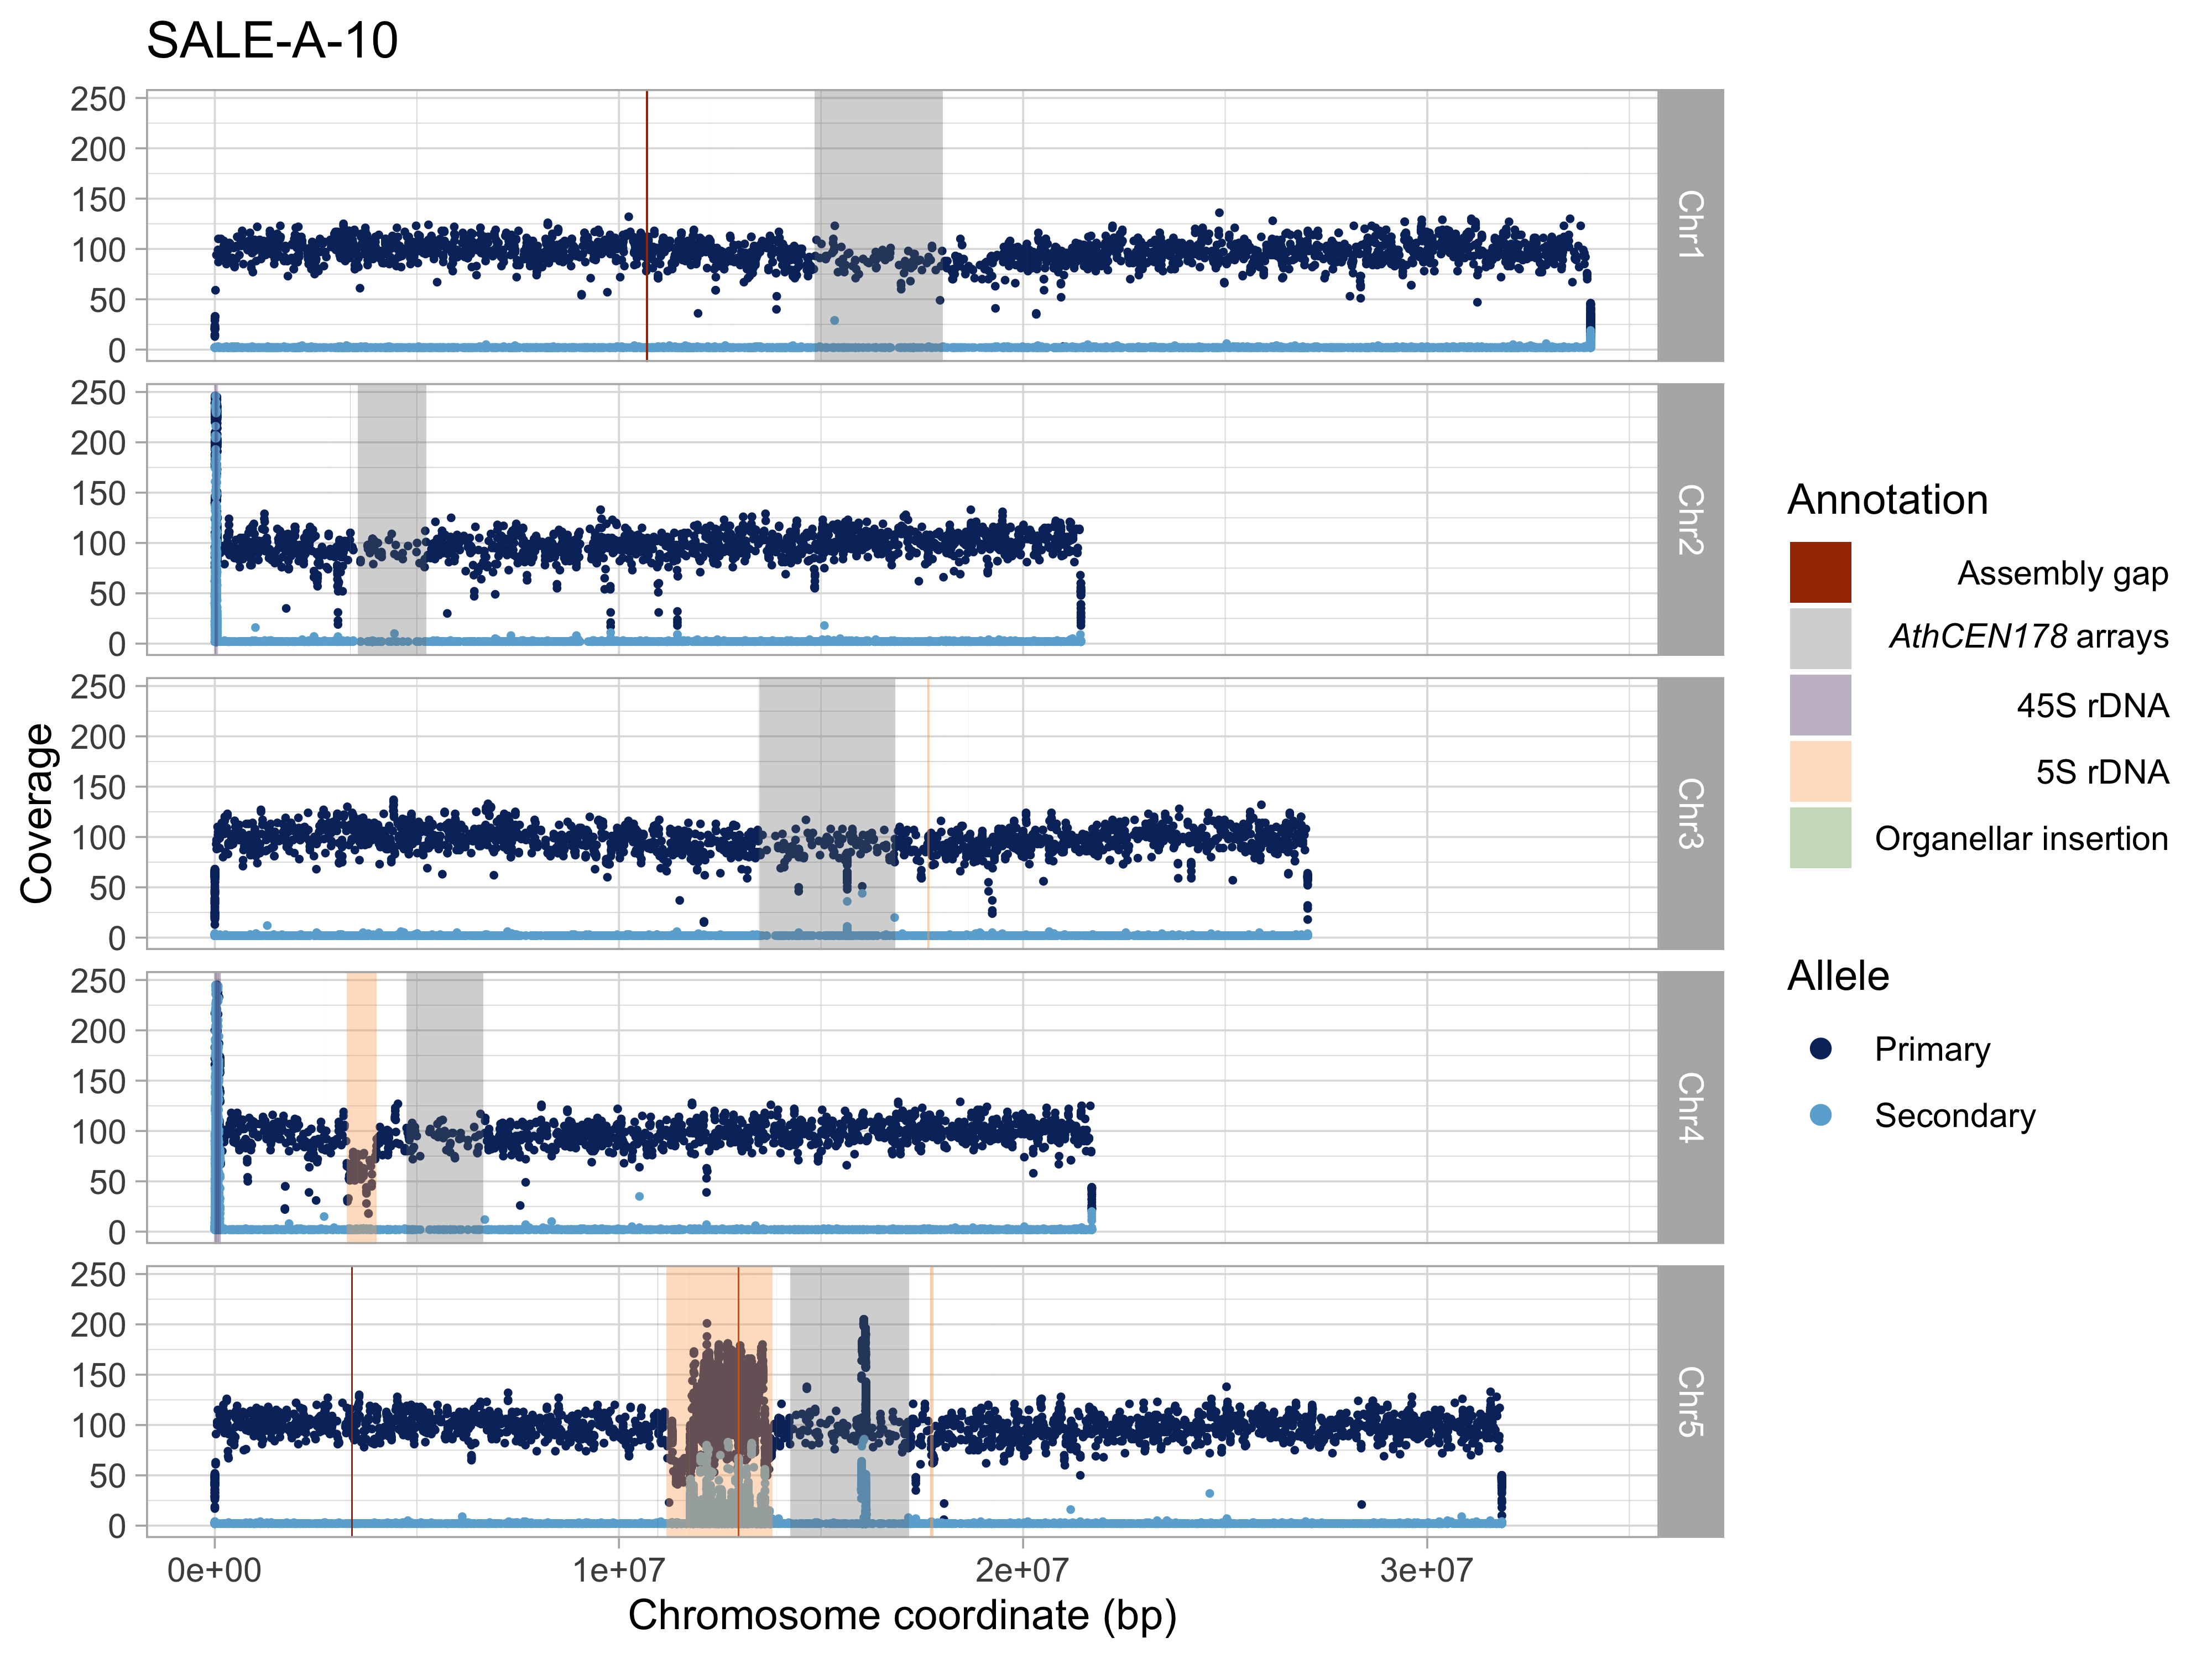 SALE-A-10
Coverage
250
200
150
100
50
0
Chr1
250
200
150
100
50
0
Chr2
250
200
150
100
50
0
Chr3
250
200
150
100
50
0
Chr4
250
200
150
100
50
0
Chr5
0e+00 1e+07 2e+07 3e+07
Chromosome coordinate (bp)
Annotation
Assembly gap
AthCEN178 arrays
45S rDNA
5S rDNA
Organellar insertion
Allele
Primary
Secondary